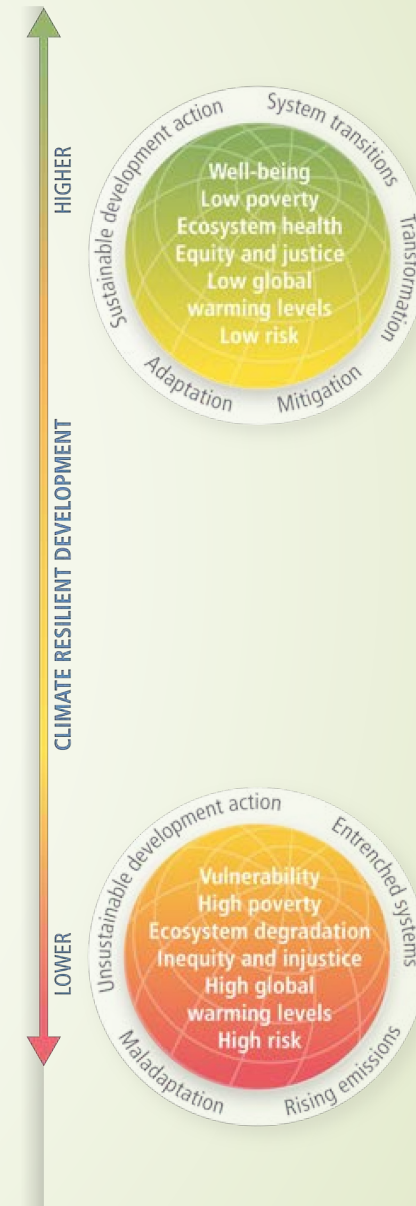 HIGHER
CLIMATE RESILIENT DEVELOPMENT
LOWER
Sustainable development action
System transitions
Transformation
Adaptation
Mitigation
Well-being
Low poverty
Ecosystem health
Equity and justice
Low global
warming levels
Low risk
Unsustainable development action
Entrenched systems
Maladaptation
Rising emissions
Vulnerability
High poverty
Ecosystem degradation
Inequity and injustice
High global
warming levels
High risk